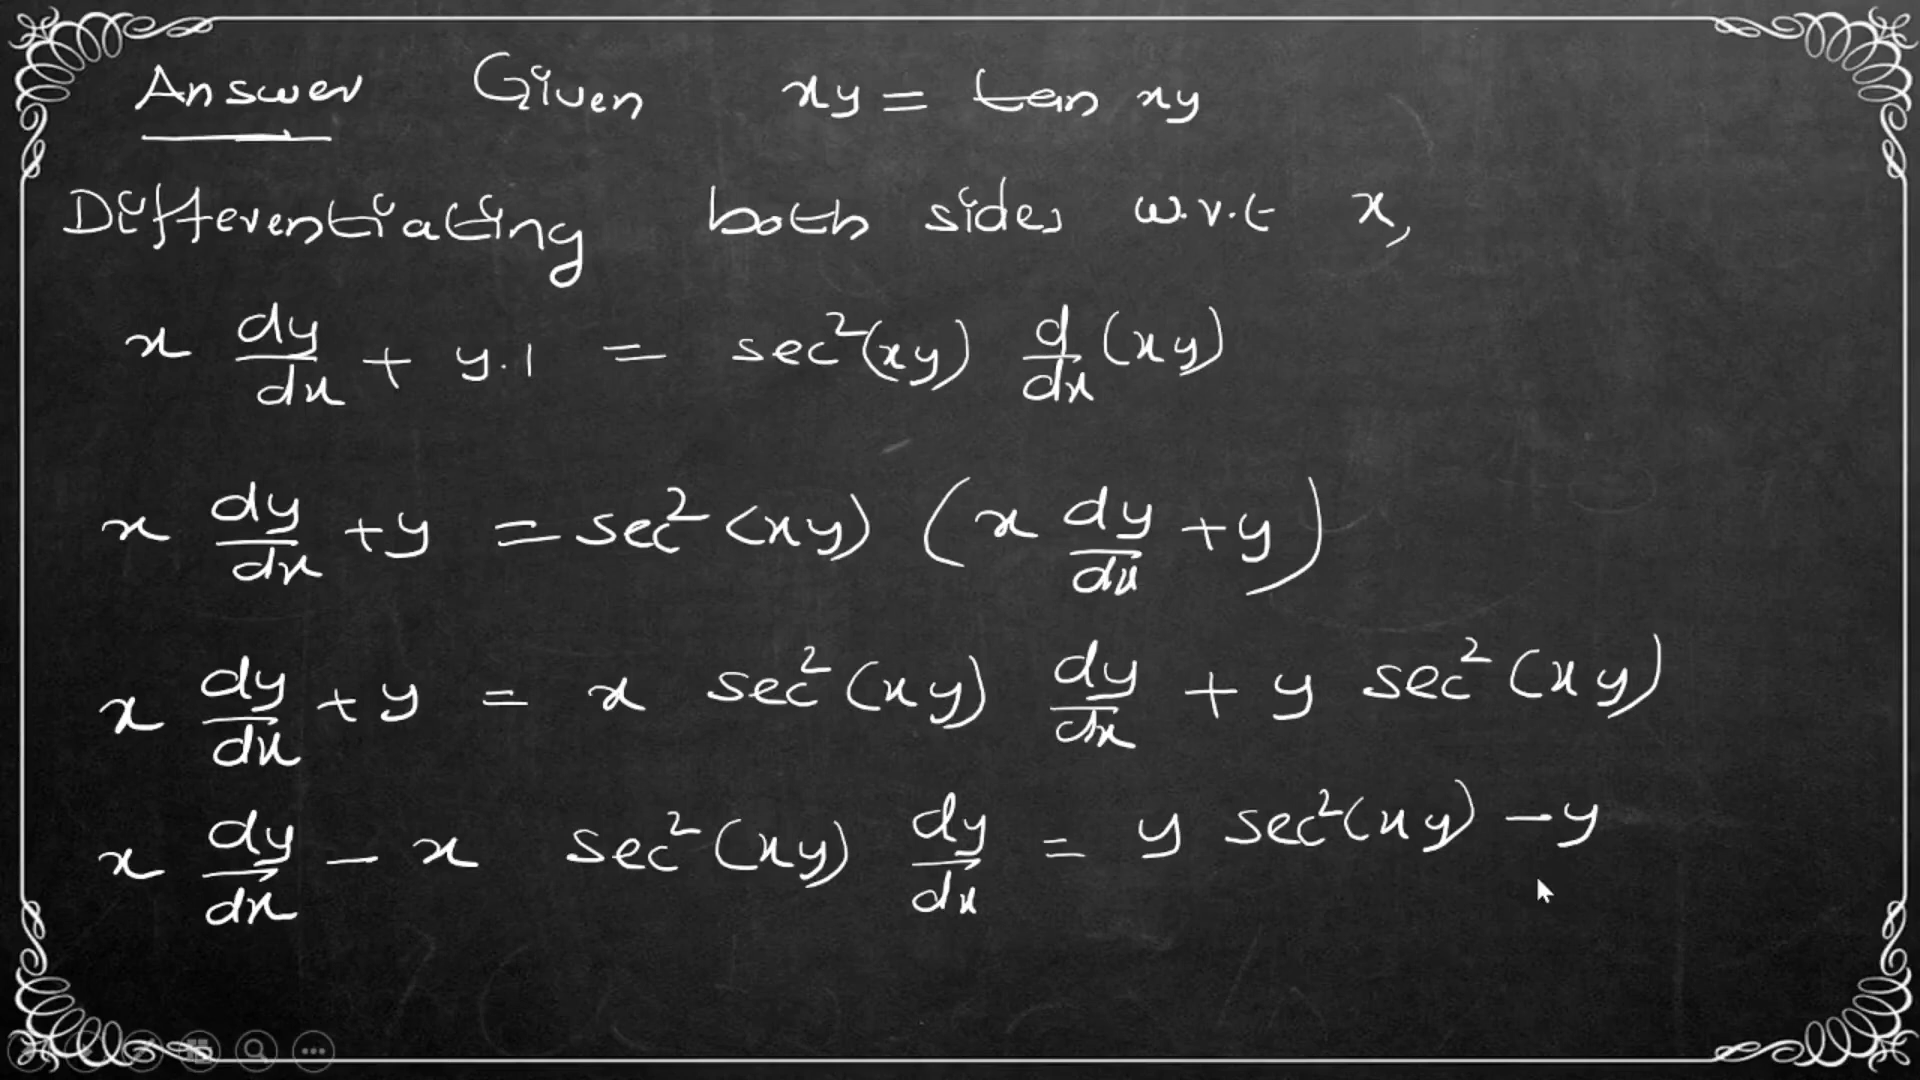 Answer Given xy = tan xy
Differentiating both sides w.r.t x,
x dy/dx + y.1 = sec²(xy) d/dx (xy)
x dy/dx + y = sec² (xy) (x dy/dx + y)
x dy/dx + y = x sec² (xy) dy/dx + y sec² (xy)
x dy/dx - x sec² (xy) dy/dx = y sec² (xy) - y